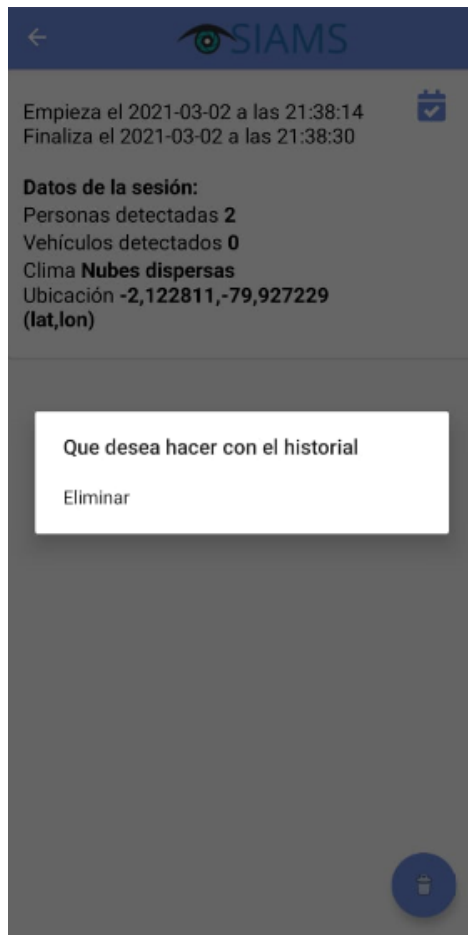 SIAMS
Empieza el 2021-03-02 a las 21:38:14
Finaliza el 2021-03-02 a las 21:38:30
Datos de la sesión:
Personas detectadas 2
Vehículos detectados 0
Clima Nubes dispersas
Ubicación -2,122811,-79,927229
(lat,lon)
Que desea hacer con el historial
Eliminar